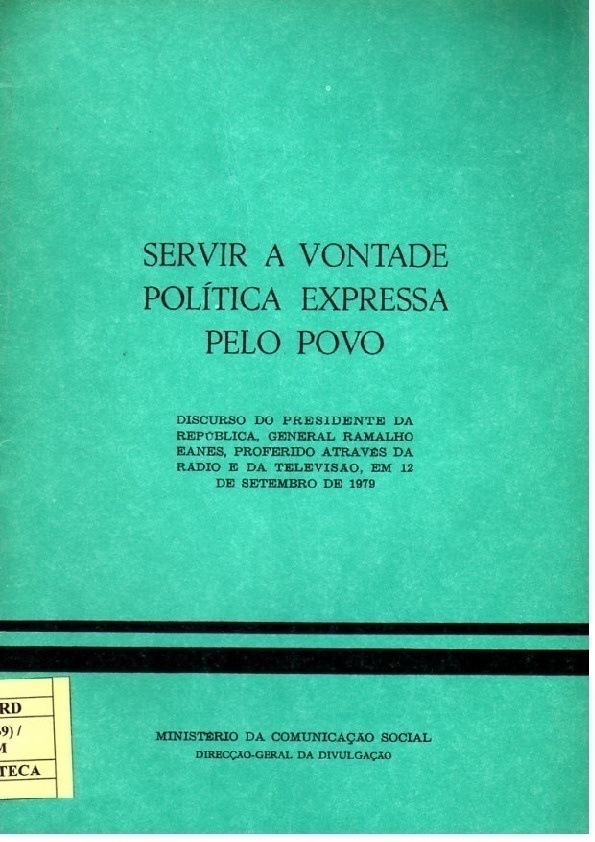 SERVIR A VONTADE
POLÍTICA EXPRESSA
PELO POVO
DISCURSO DO PRESIDENTE DA
REPÚBLICA, GENERAL RAMALHO
EANES, PROFERIDO ATRAVÉS DA
RÁDIO E DA TELEVISÃO, EM 12
DE SETEMBRO DE 1979
RD
9) /
M
TECA
MINISTÉRIO DA COMUNICAÇÃO SOCIAL
DIRECÇÃO-GERAL DA DIVULGAÇÃO